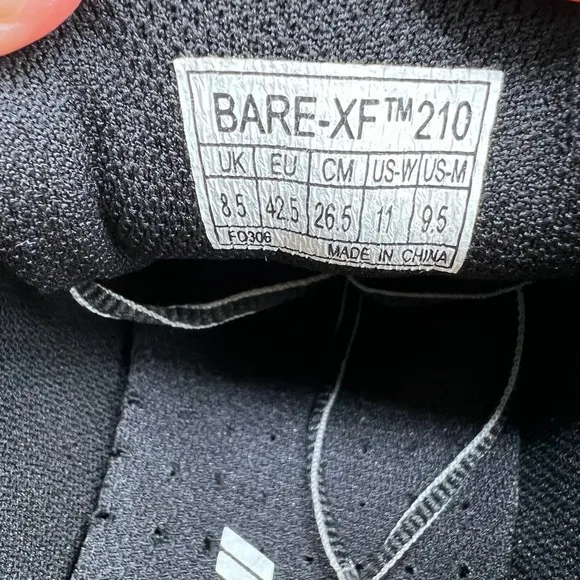 BARE-XF™210
UK EU CM US-W US-M
8.5 42.5 26.5 11 9.5
FO306 MADE IN CHINA